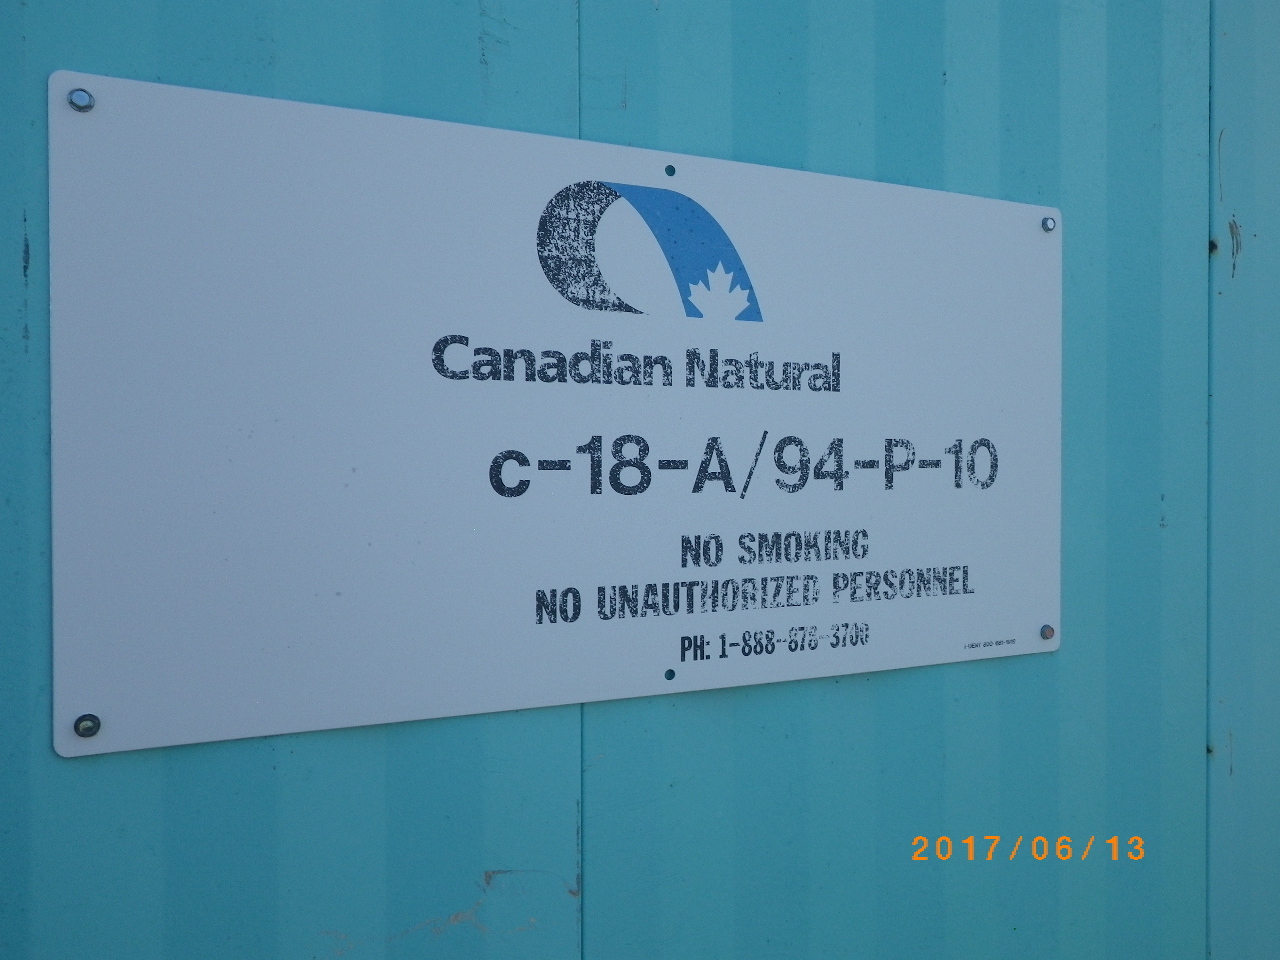 Canadian Natural
c-18-A/94-P-10
NO SMOKING
NO UNAUTHORIZED PERSONNEL
PH: 1-888-878-3700
2017/06/13